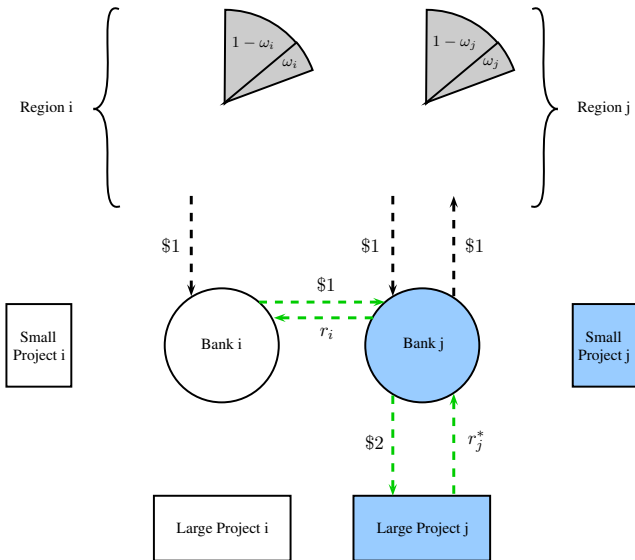 1 − ω_i
ω_i
1 − ω_j
ω_j
Region i
Region j
$1
$1
$1
$1
r_i
Small
Project i
Bank i
Bank j
Small
Project j
$2
r_j^*
Large Project i
Large Project j